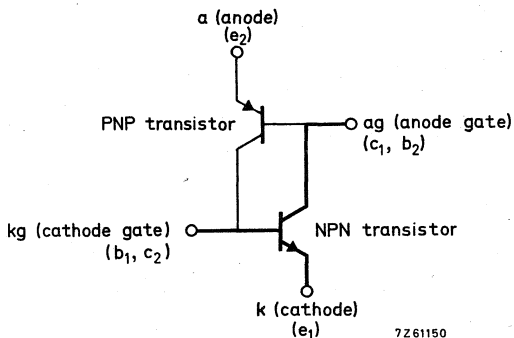 a (anode)
(e₂)
PNP transistor
ag (anode gate)
(c₁, b₂)
kg (cathode gate)
(b₁, c₂)
NPN transistor
k (cathode)
(e₁)
7Z61150